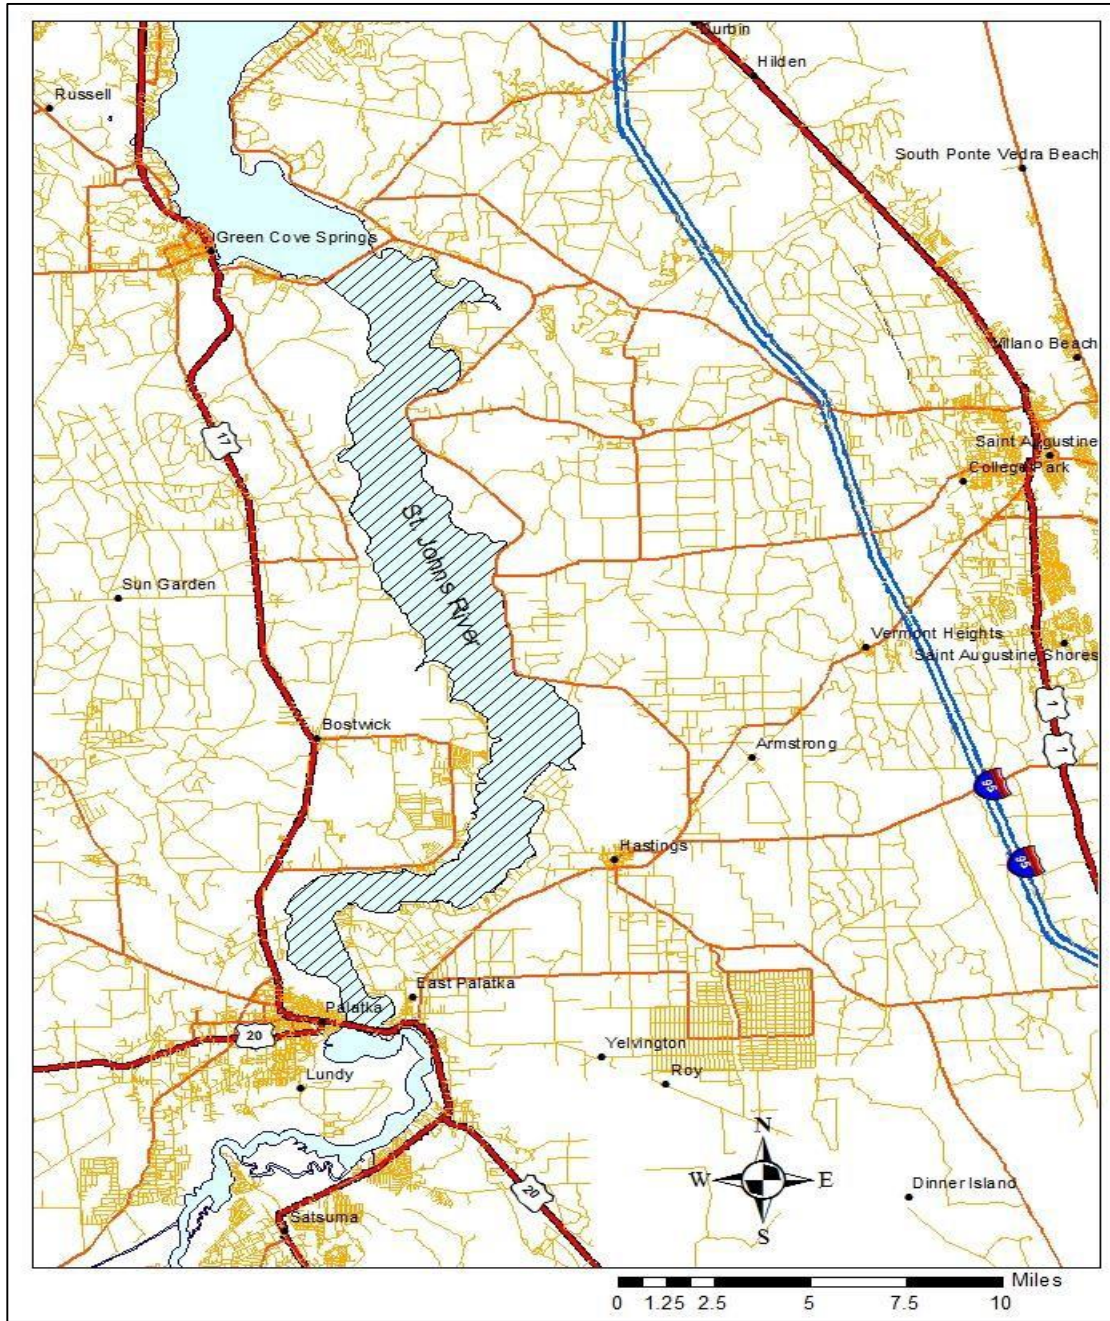 Durbin
Hilden
Russell
South Ponte Vedra Beach
Green Cove Springs
Villano Beach
17
Saint Augustine
College Park
St. Johns River
Sun Garden
Vermont Heights
Saint Augustine Shores
1
Bostwick
1
Armstrong
95
Hastings
95
East Palatka
Palatka
20
Yelvington
Roy
Lundy
N
W
E
S
Dinner Island
20
Satsuma
Miles
0 1.25 2.5 5 7.5 10